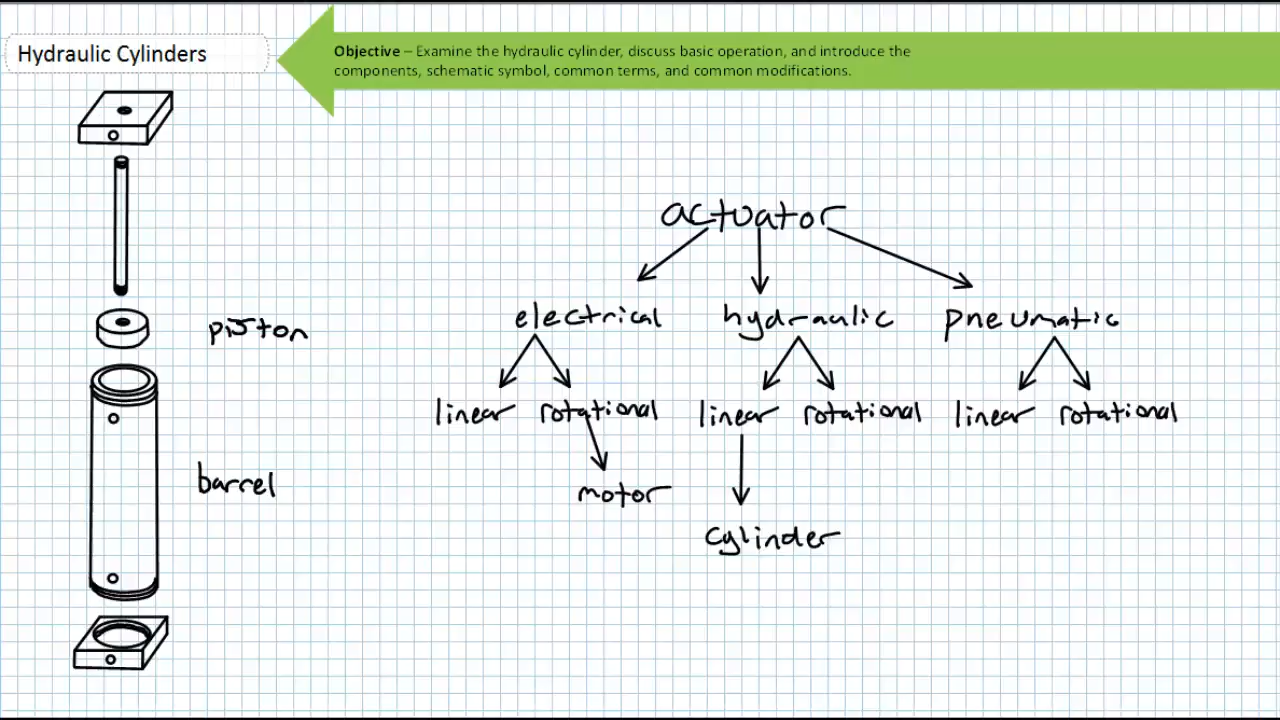 Hydraulic Cylinders
Objective – Examine the hydraulic cylinder, discuss basic operation, and introduce the
components, schematic symbol, common terms, and common modifications.
actuator
electrical hydraulic pneumatic
piston
linear rotational linear rotational linear rotational
barrel
motor
cylinder